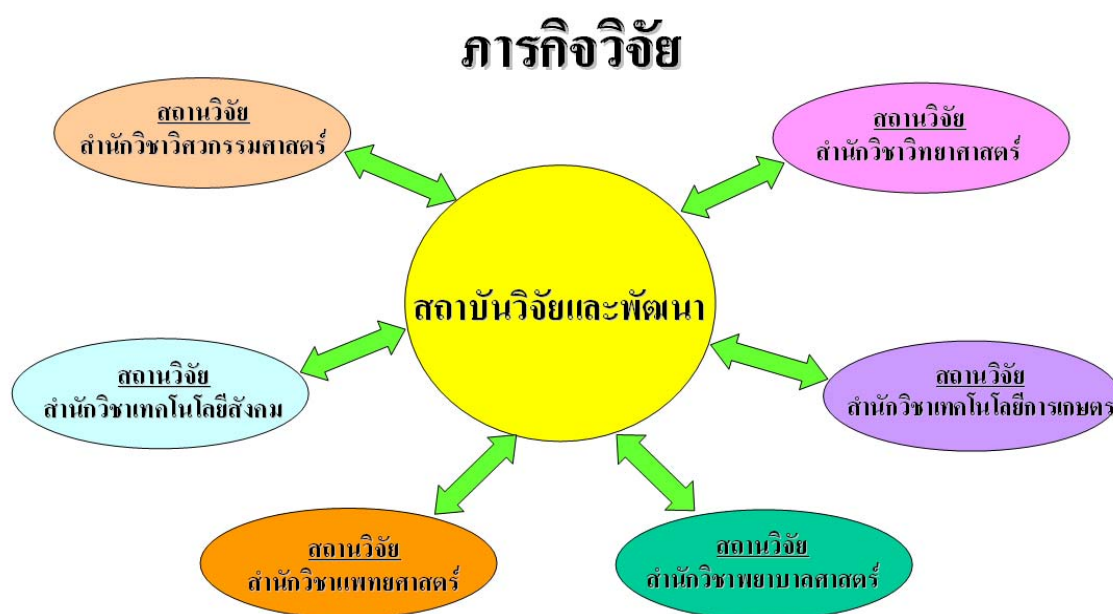 ภารกิจวิจัย
สถานวิจัย
สำนักวิชาวิศวกรรมศาสตร์
สถานวิจัย
สำนักวิชาวิทยาศาสตร์
สถาบันวิจัยและพัฒนา
สถานวิจัย
สำนักวิชาเทคโนโลยีสังคม
สถานวิจัย
สำนักวิชาเทคโนโลยีการเกษตร
สถานวิจัย
สำนักวิชาแพทยศาสตร์
สถานวิจัย
สำนักวิชาพยาบาลศาสตร์